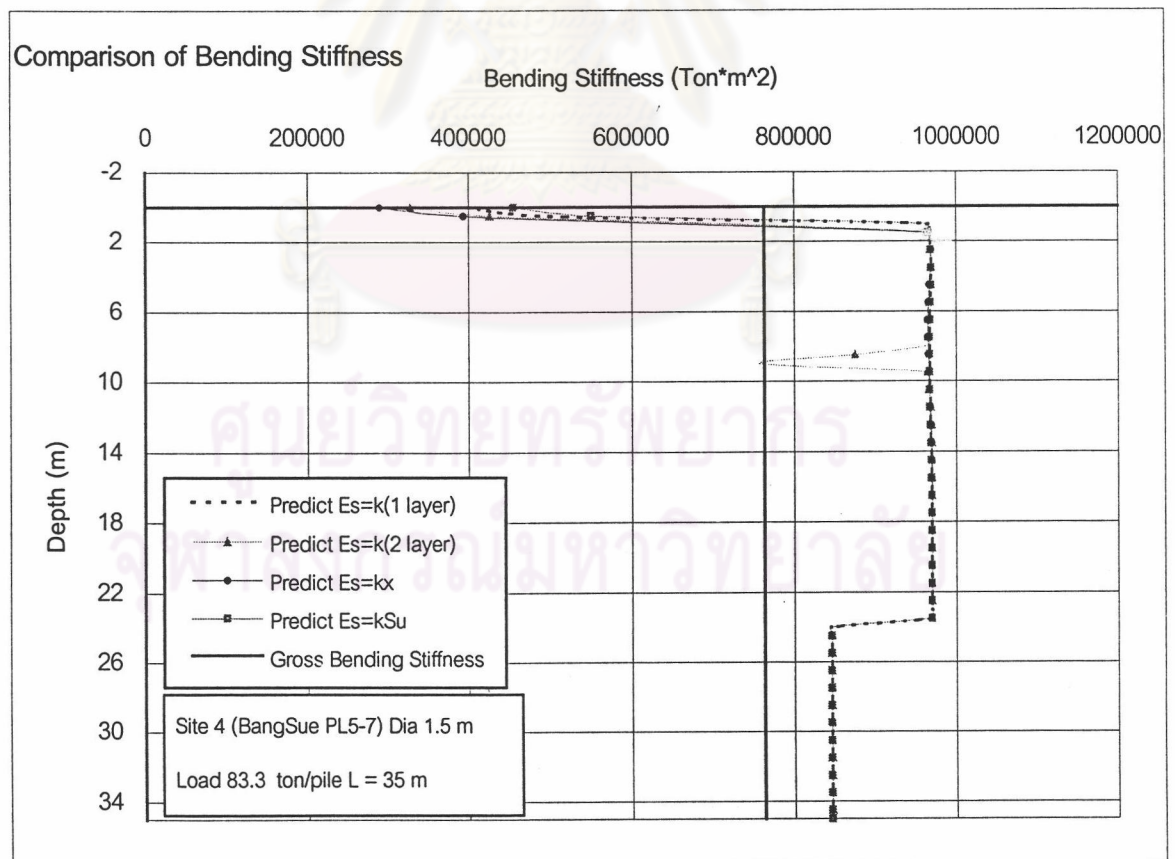 Comparison of Bending Stiffness
Bending Stiffness (Ton*m^2)
0 200000 400000 600000 800000 1000000 1200000
-2
2
6
10
14
18
22
26
30
34
Depth (m)
Predict Es=k(1 layer)
Predict Es=k(2 layer)
Predict Es=kx
Predict Es=kSu
Gross Bending Stiffness
Site 4 (BangSue PL5-7) Dia 1.5 m
Load 83.3 ton/pile L = 35 m
ศูนย์วิทยทรัพยากร
จุฬาลงกรณ์มหาวิทยาลัย